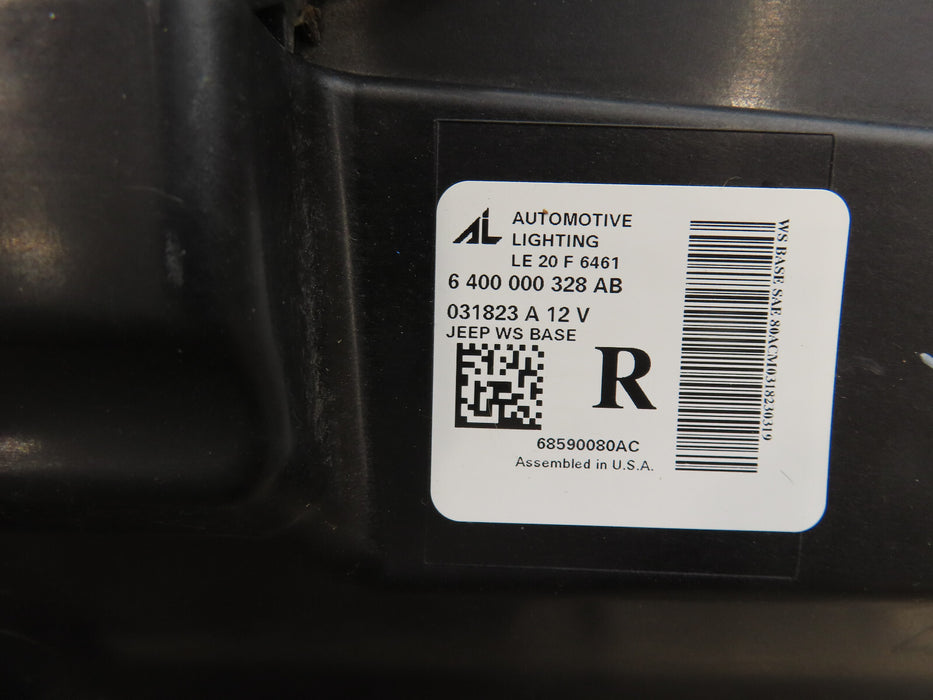 AL
AUTOMOTIVE
LIGHTING
LE 20 F 6461
6 400 000 328 AB
031823 A 12 V
JEEP WS BASE
R
68590080AC
Assembled in U.S.A.
WS BASE SAE 80ACM0318230319